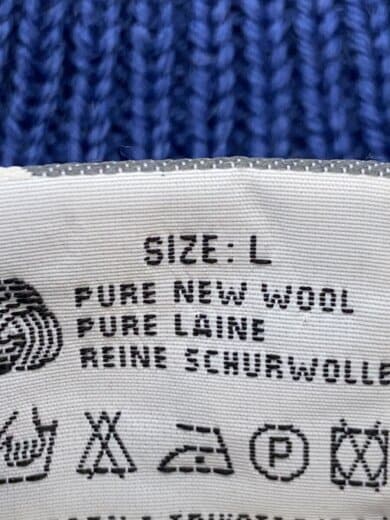 SIZE: L
PURE NEW WOOL
PURE LAINE
REINE SCHURWOLLE
P